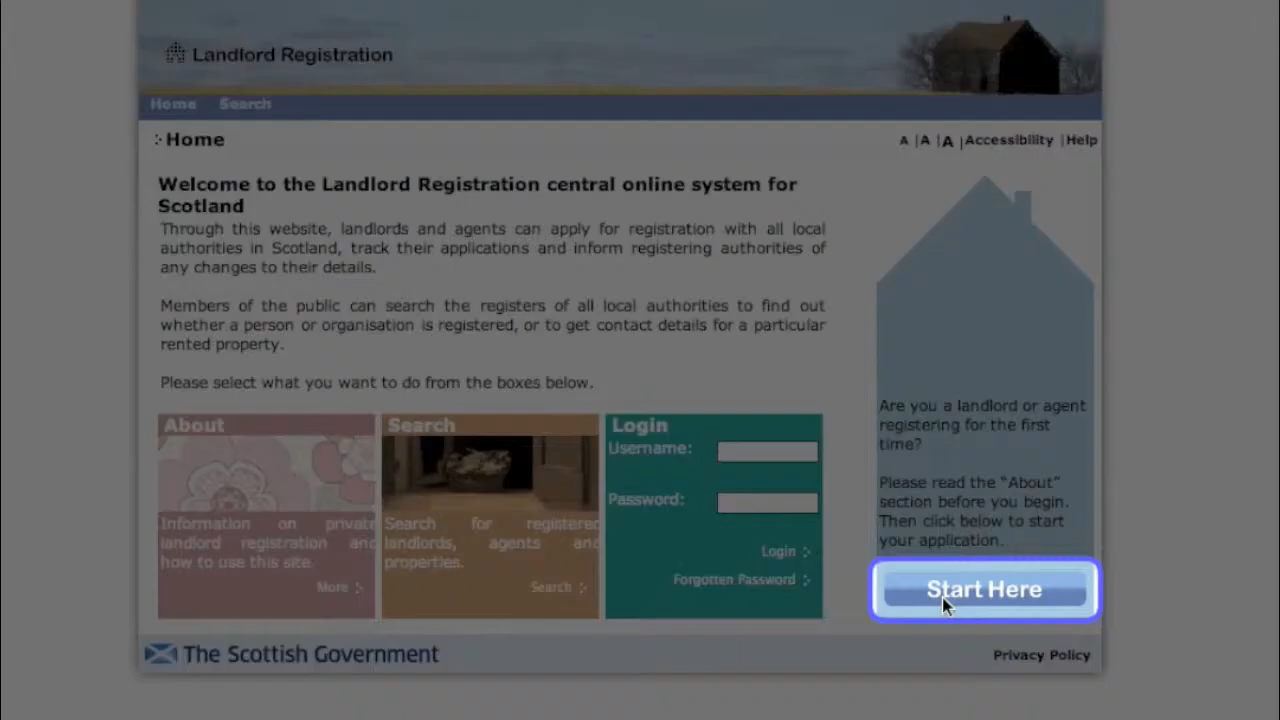 Landlord Registration
Home Search
Home
A |A |A |Accessibility |Help
Welcome to the Landlord Registration central online system for
Scotland
Through this website, landlords and agents can apply for registration with all local
authorities in Scotland, track their applications and inform registering authorities of
any changes to their details.
Members of the public can search the registers of all local authorities to find out
whether a person or organisation is registered, or to get contact details for a particular
rented property.
Please select what you want to do from the boxes below.
About
Information on private
landlord registration and
how to use this site.
More
Search
Search for registered
landlords, agents and
properties.
Search
Login
Username:
Password:
Login
Forgotten Password
Are you a landlord or agent
registering for the first
time?
Please read the “About”
section before you begin.
Then click below to start
your application.
Start Here
The Scottish Government
Privacy Policy